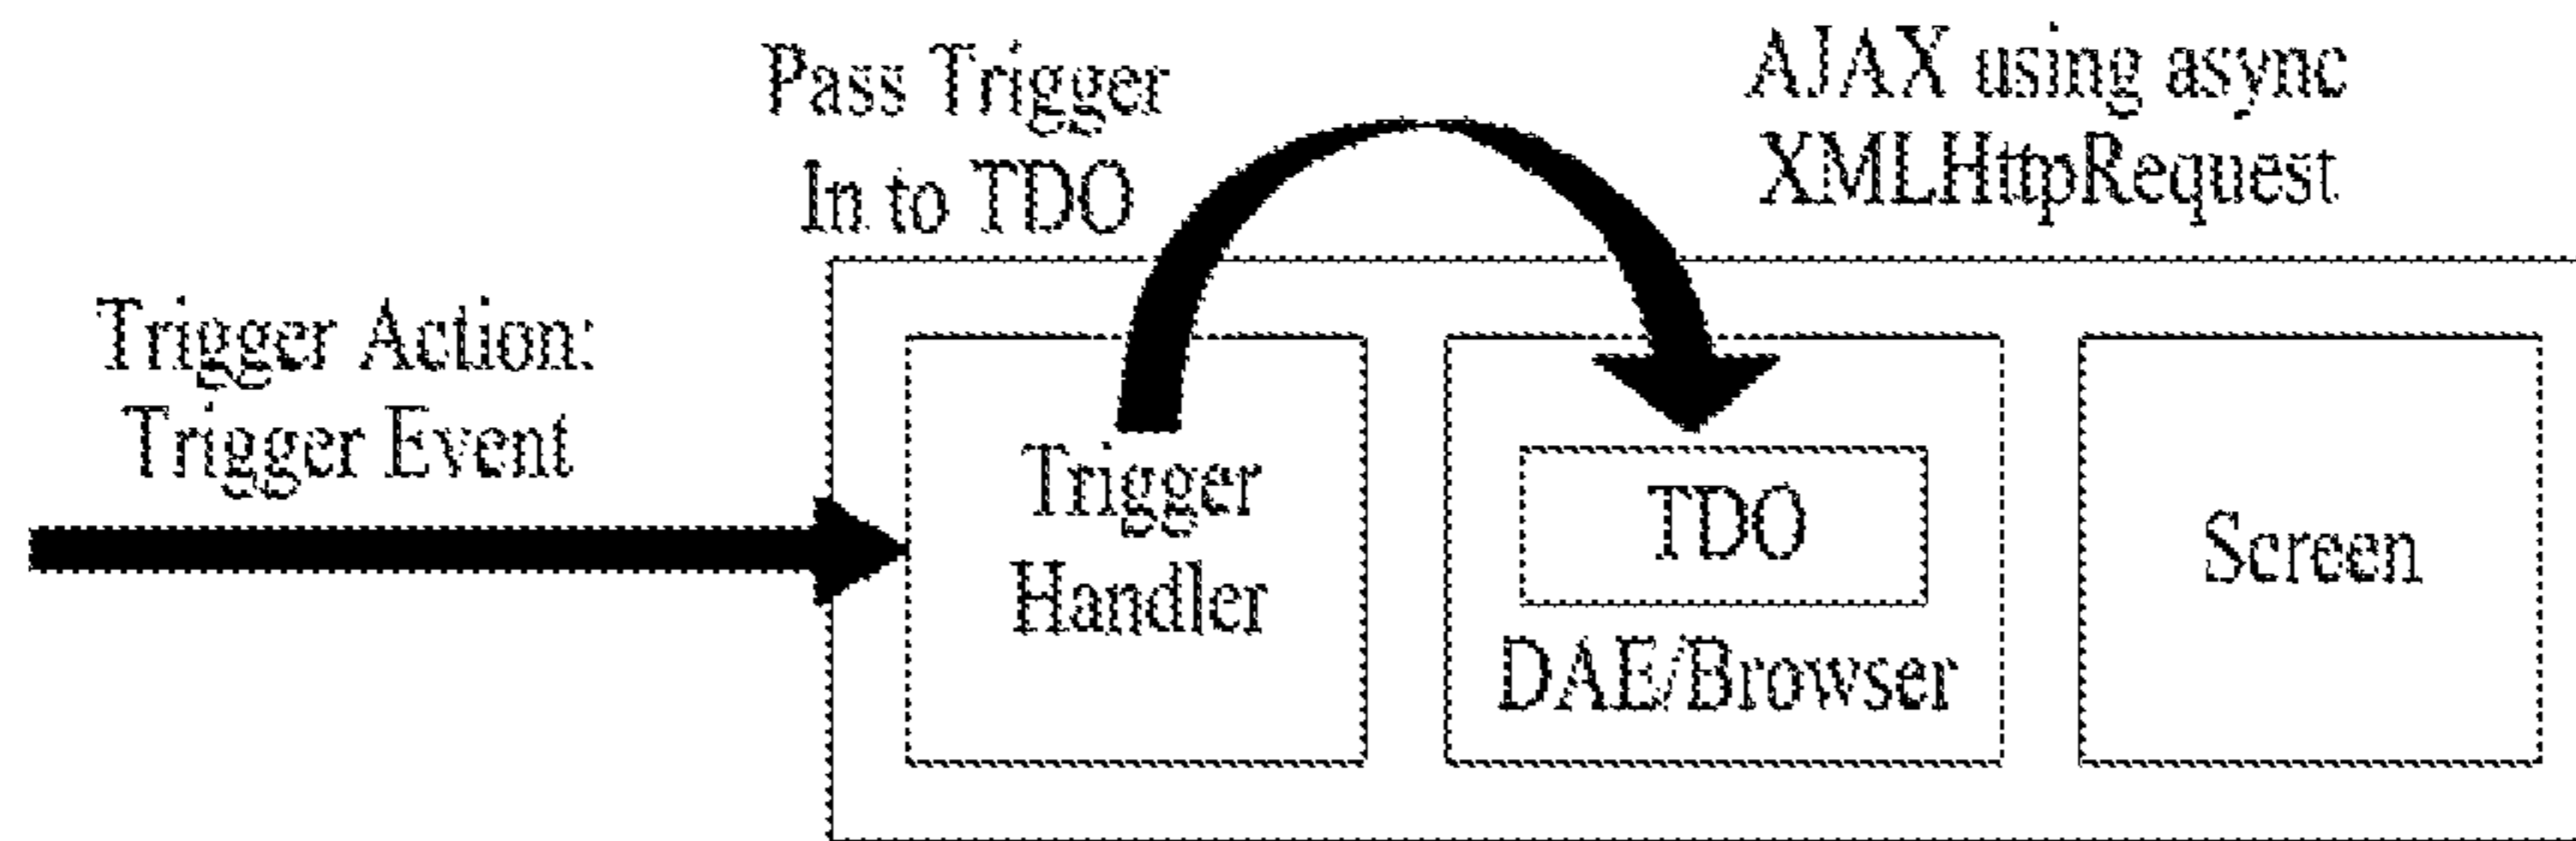 Pass Trigger
In to TDO
AJAX using async
XMLHttpRequest
Trigger Action:
Trigger Event
Trigger
Handler
TDO
DAE/Browser
Screen